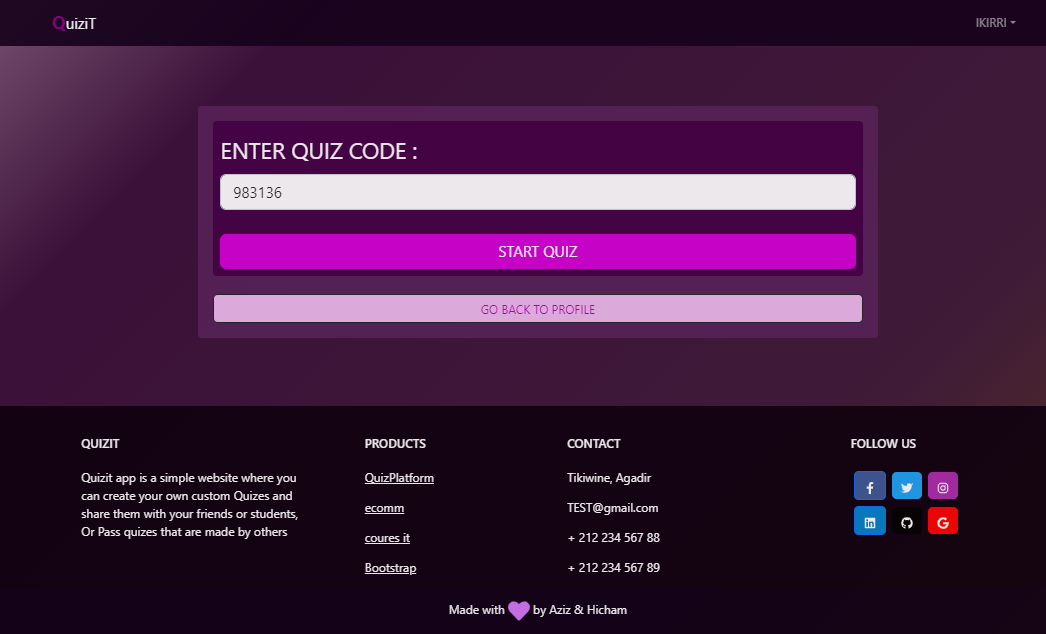 QuiziT
IKIRRI
ENTER QUIZ CODE :
983136
START QUIZ
GO BACK TO PROFILE
QUIZIT
Quizit app is a simple website where you
can create your own custom Quizes and
share them with your friends or students,
Or Pass quizes that are made by others
PRODUCTS
QuizPlatform
ecomm
coures it
Bootstrap
CONTACT
Tikiwine, Agadir
TEST@gmail.com
+ 212 234 567 88
+ 212 234 567 89
FOLLOW US
Made with by Aziz & Hicham